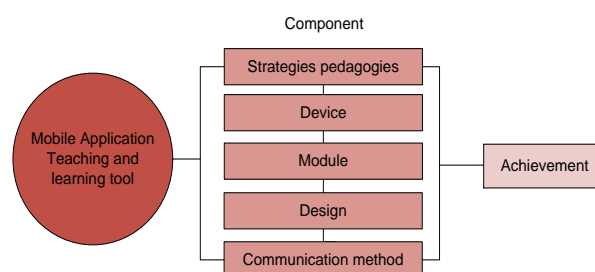 Component
Strategies pedagogies
Device
Mobile Application
Teaching and
learning tool
Module
Achievement
Design
Communication method